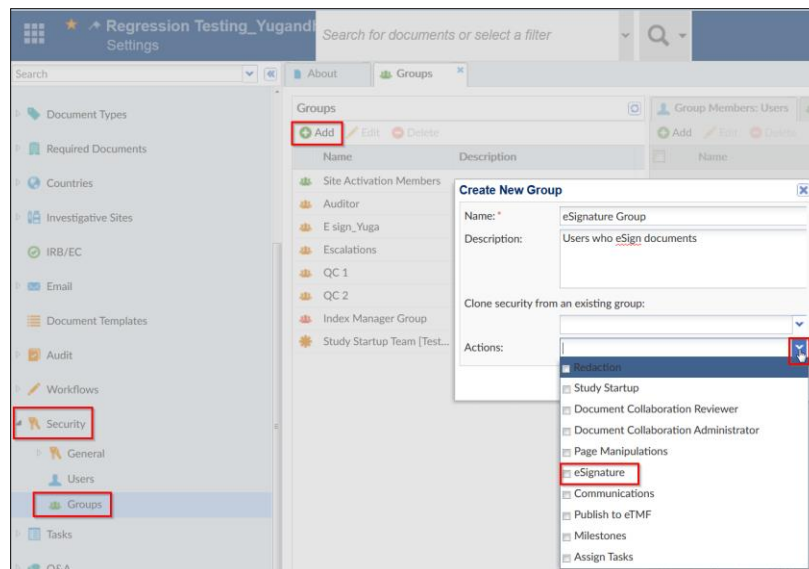 Regression Testing_Yugand
Settings
Search for documents or select a filter
Search
About
Groups
Document Types
Required Documents
Countries
Investigative Sites
IRB/EC
Email
Document Templates
Audit
Workflows
Security
General
Users
Groups
Tasks
Q&A
Groups
Add Edit Delete
Name Description
Site Activation Members
Auditor
E sign_Yuga
Escalations
QC 1
QC 2
Index Manager Group
Study Startup Team [Test...
Group Members: Users
Add Edit Delete
Name
Create New Group
Name:* eSignature Group
Description: Users who eSign documents
Clone security from an existing group:
Actions:
Redaction
Study Startup
Document Collaboration Reviewer
Document Collaboration Administrator
Page Manipulations
eSignature
Communications
Publish to eTMF
Milestones
Assign Tasks